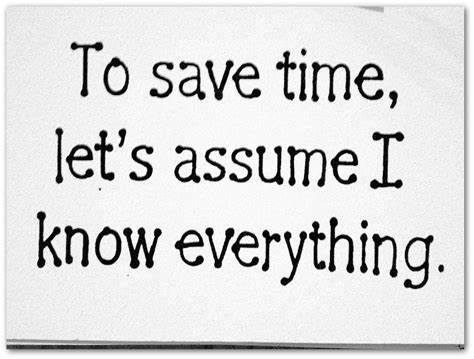 To save time,
let's assume I
know everything.